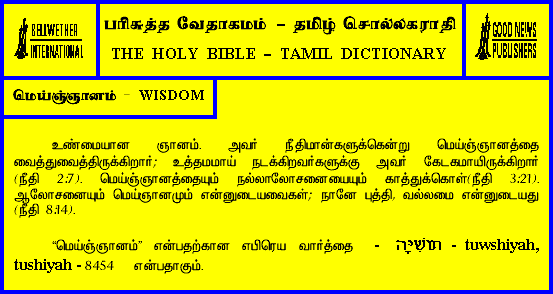 BELLWETHER
INTERNATIONAL
பரிசுத்த வேதாகமம் – தமிழ் சொல்லகராதி
THE HOLY BIBLE – TAMIL DICTIONARY
GOOD NEWS
PUBLISHERS
மெய்ஞ்ஞானம் – WISDOM
உண்மையான ஞானம். அவர் நீதிமான்களுக்கென்று மெய்ஞ்ஞானத்தை
வைத்துவைத்திருக்கிறார்; உத்தமமாய் நடக்கிறவர்களுக்கு அவர் கேடகமாயிருக்கிறார்
(நீதி 2:7). மெய்ஞ்ஞானத்தையும் நல்லாலோசனையையும் காத்துக்கொள்(நீதி 3:21).
ஆலோசனையும் மெய்ஞானமும் என்னுடையவைகள்; நானே புத்தி, வல்லமை என்னுடையது
(நீதி 8:14).
“மெய்ஞ்ஞானம்” என்பதற்கான எபிரெய வார்த்தை - תּוּשִׁיָּה - tuwshiyah,
tushiyah - 8454 என்பதாகும்.